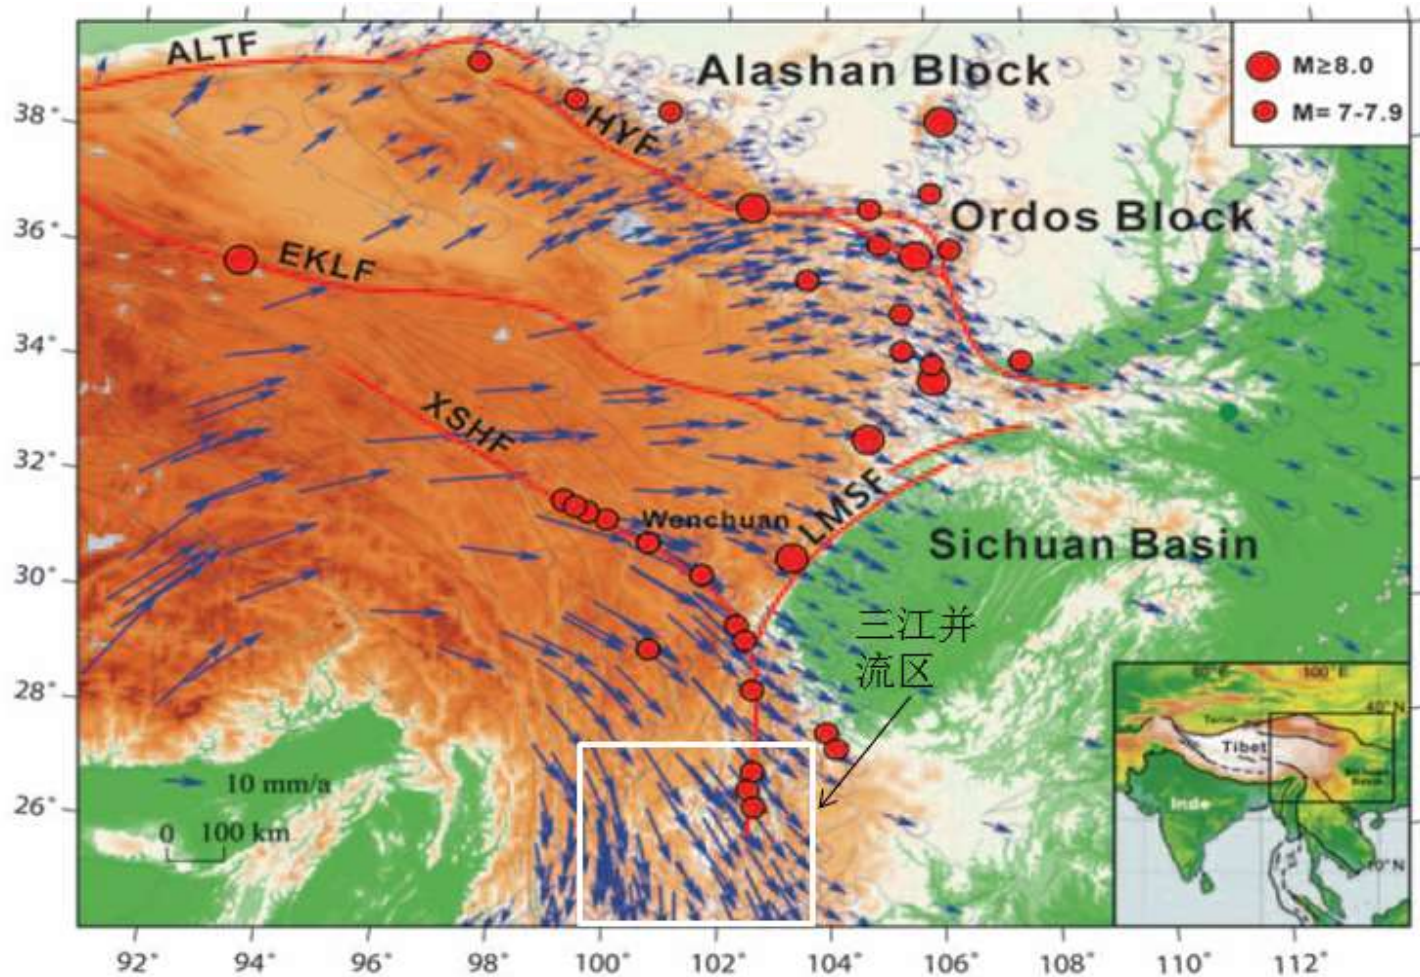 ALTF
Alashan Block
M≥8.0
M= 7-7.9
38°
HYF
36°
Ordos Block
EKLF
34°
XSHF
32°
LMSF
Wenchuan
Sichuan Basin
30°
三江并
流区
28°
40°N
Tibet
10 mm/a
26°
Inde
0 100 km
92° 94° 96° 98° 100° 102° 104° 106° 108° 110° 112°